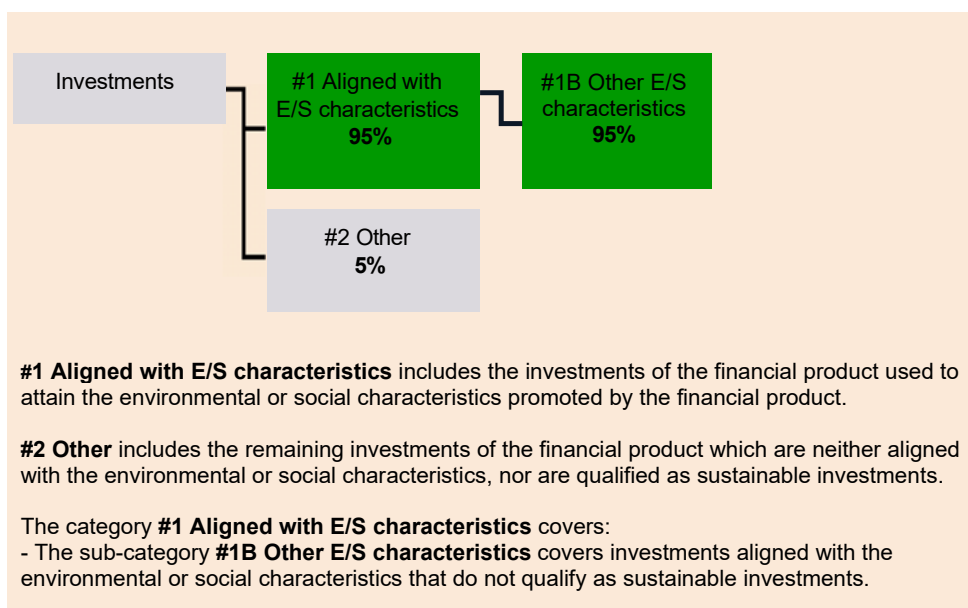 Investments
#1 Aligned with
E/S characteristics
95%
#1B Other E/S
characteristics
95%
#2 Other
5%
#1 Aligned with E/S characteristics includes the investments of the financial product used to
attain the environmental or social characteristics promoted by the financial product.
#2 Other includes the remaining investments of the financial product which are neither aligned
with the environmental or social characteristics, nor are qualified as sustainable investments.
The category #1 Aligned with E/S characteristics covers:
- The sub-category #1B Other E/S characteristics covers investments aligned with the
environmental or social characteristics that do not qualify as sustainable investments.